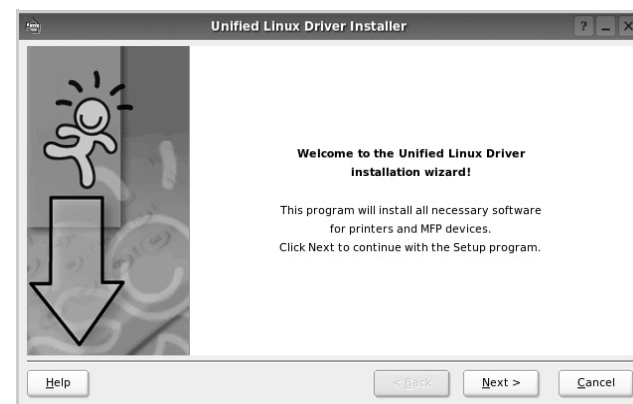 Unified Linux Driver Installer
Welcome to the Unified Linux Driver
installation wizard!
This program will install all necessary software
for printers and MFP devices.
Click Next to continue with the Setup program.
Help
< Back
Next >
Cancel